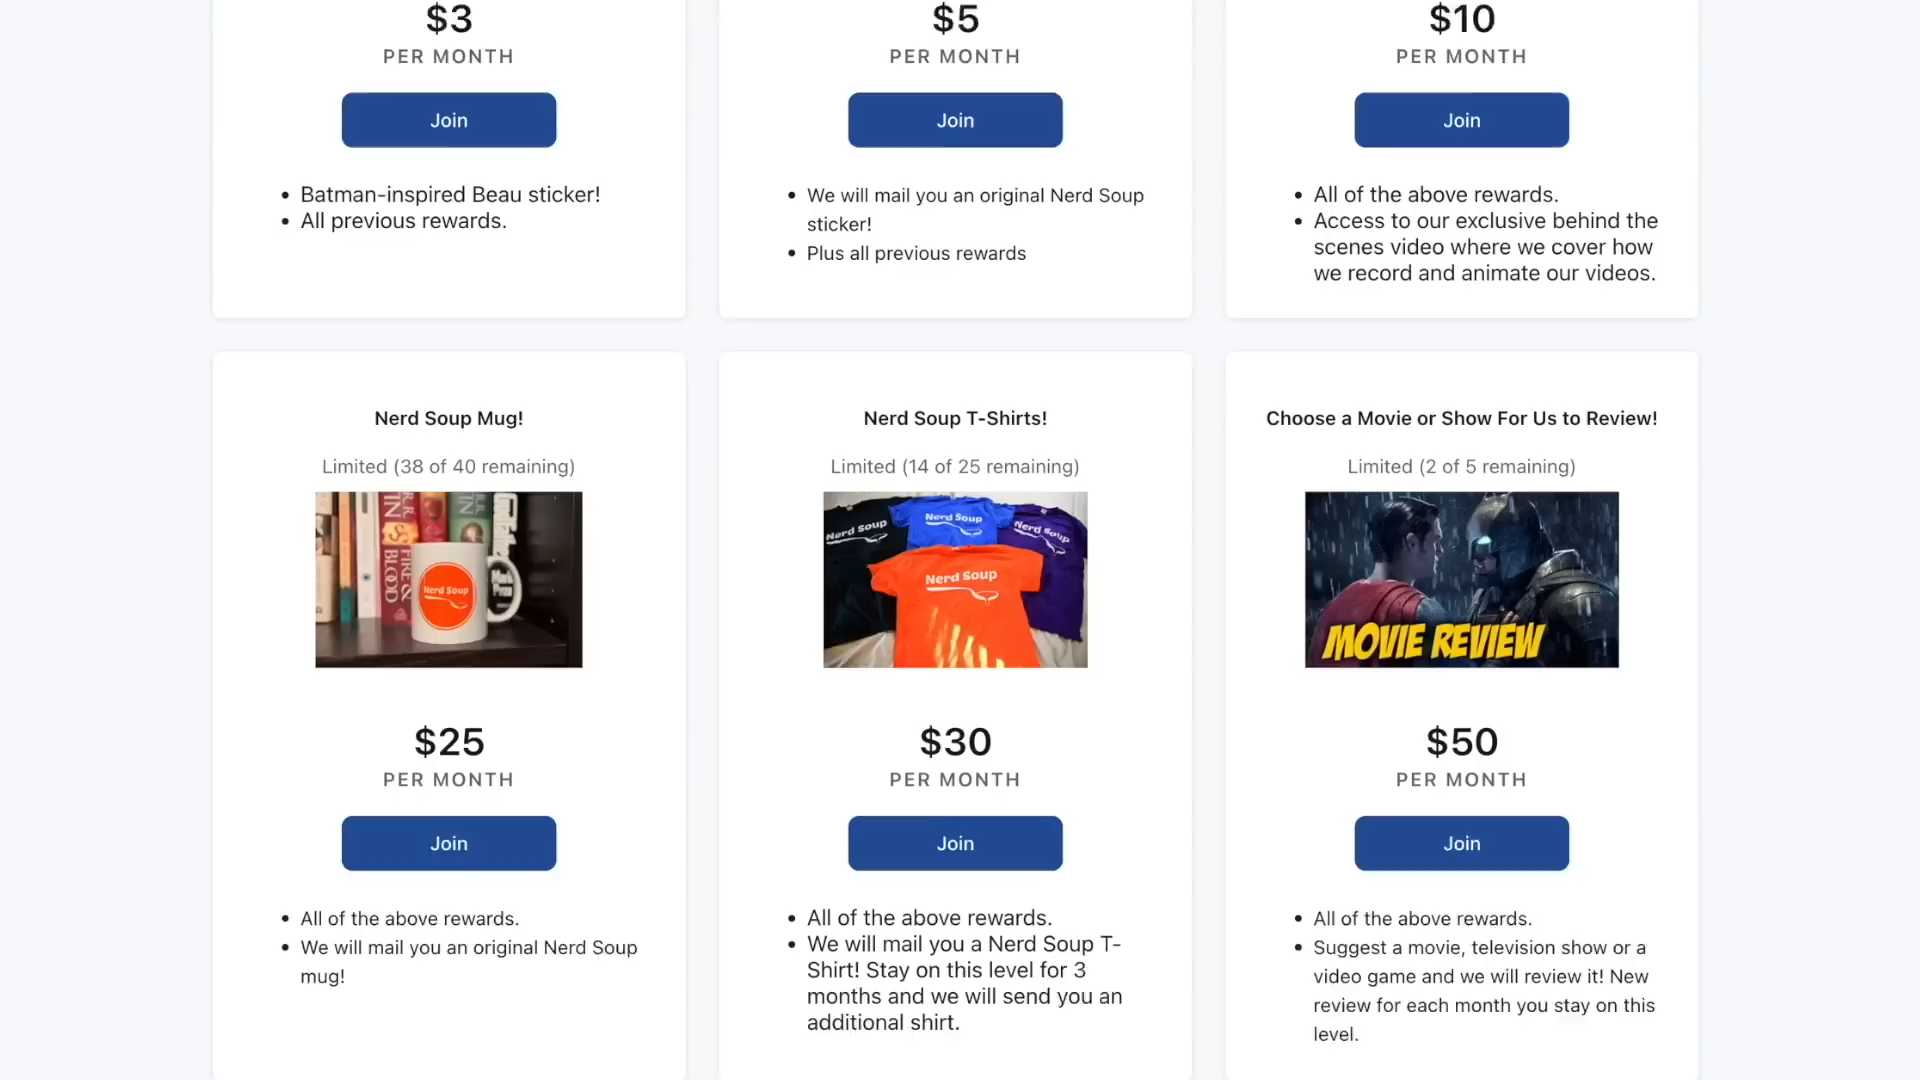 $3
PER MONTH
Join
• Batman-inspired Beau sticker!
• All previous rewards.
$5
PER MONTH
Join
• We will mail you an original Nerd Soup
sticker!
• Plus all previous rewards
$10
PER MONTH
Join
• All of the above rewards.
• Access to our exclusive behind the
scenes video where we cover how
we record and animate our videos.
Nerd Soup Mug!
Limited (38 of 40 remaining)
FIRE &
BLOOD
Nerd Soup
$25
PER MONTH
Join
• All of the above rewards.
• We will mail you an original Nerd Soup
mug!
Nerd Soup T-Shirts!
Limited (14 of 25 remaining)
Nerd Soup
Nerd Soup
Nerd Soup
Nerd Soup
$30
PER MONTH
Join
• All of the above rewards.
• We will mail you a Nerd Soup T-
Shirt! Stay on this level for 3
months and we will send you an
additional shirt.
Choose a Movie or Show For Us to Review!
Limited (2 of 5 remaining)
MOVIE REVIEW
$50
PER MONTH
Join
• All of the above rewards.
• Suggest a movie, television show or a
video game and we will review it! New
review for each month you stay on this
level.